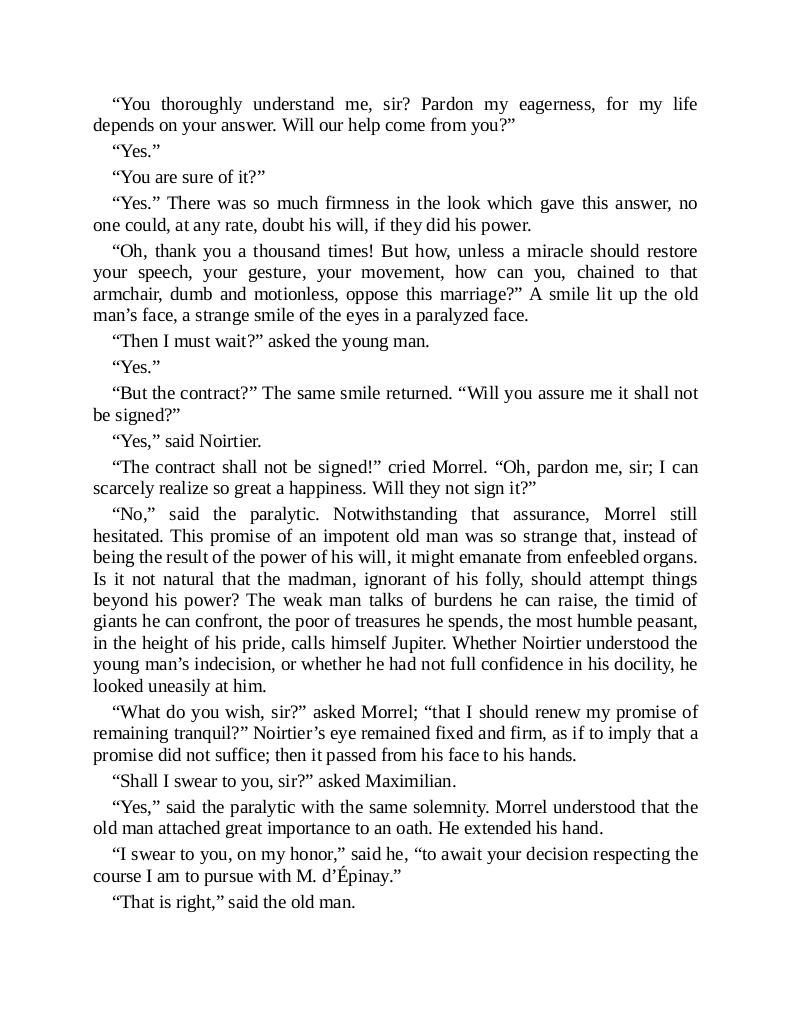 “You thoroughly understand me, sir? Pardon my eagerness, for my life
depends on your answer. Will our help come from you?”
“Yes.”
“You are sure of it?”
“Yes.” There was so much firmness in the look which gave this answer, no
one could, at any rate, doubt his will, if they did his power.
“Oh, thank you a thousand times! But how, unless a miracle should restore
your speech, your gesture, your movement, how can you, chained to that
armchair, dumb and motionless, oppose this marriage?” A smile lit up the old
man’s face, a strange smile of the eyes in a paralyzed face.
“Then I must wait?” asked the young man.
“Yes.”
“But the contract?” The same smile returned. “Will you assure me it shall not
be signed?”
“Yes,” said Noirtier.
“The contract shall not be signed!” cried Morrel. “Oh, pardon me, sir; I can
scarcely realize so great a happiness. Will they not sign it?”
“No,” said the paralytic. Notwithstanding that assurance, Morrel still
hesitated. This promise of an impotent old man was so strange that, instead of
being the result of the power of his will, it might emanate from enfeebled organs.
Is it not natural that the madman, ignorant of his folly, should attempt things
beyond his power? The weak man talks of burdens he can raise, the timid of
giants he can confront, the poor of treasures he spends, the most humble peasant,
in the height of his pride, calls himself Jupiter. Whether Noirtier understood the
young man’s indecision, or whether he had not full confidence in his docility, he
looked uneasily at him.
“What do you wish, sir?” asked Morrel; “that I should renew my promise of
remaining tranquil?” Noirtier’s eye remained fixed and firm, as if to imply that a
promise did not suffice; then it passed from his face to his hands.
“Shall I swear to you, sir?” asked Maximilian.
“Yes,” said the paralytic with the same solemnity. Morrel understood that the
old man attached great importance to an oath. He extended his hand.
“I swear to you, on my honor,” said he, “to await your decision respecting the
course I am to pursue with M. d’Épinay.”
“That is right,” said the old man.